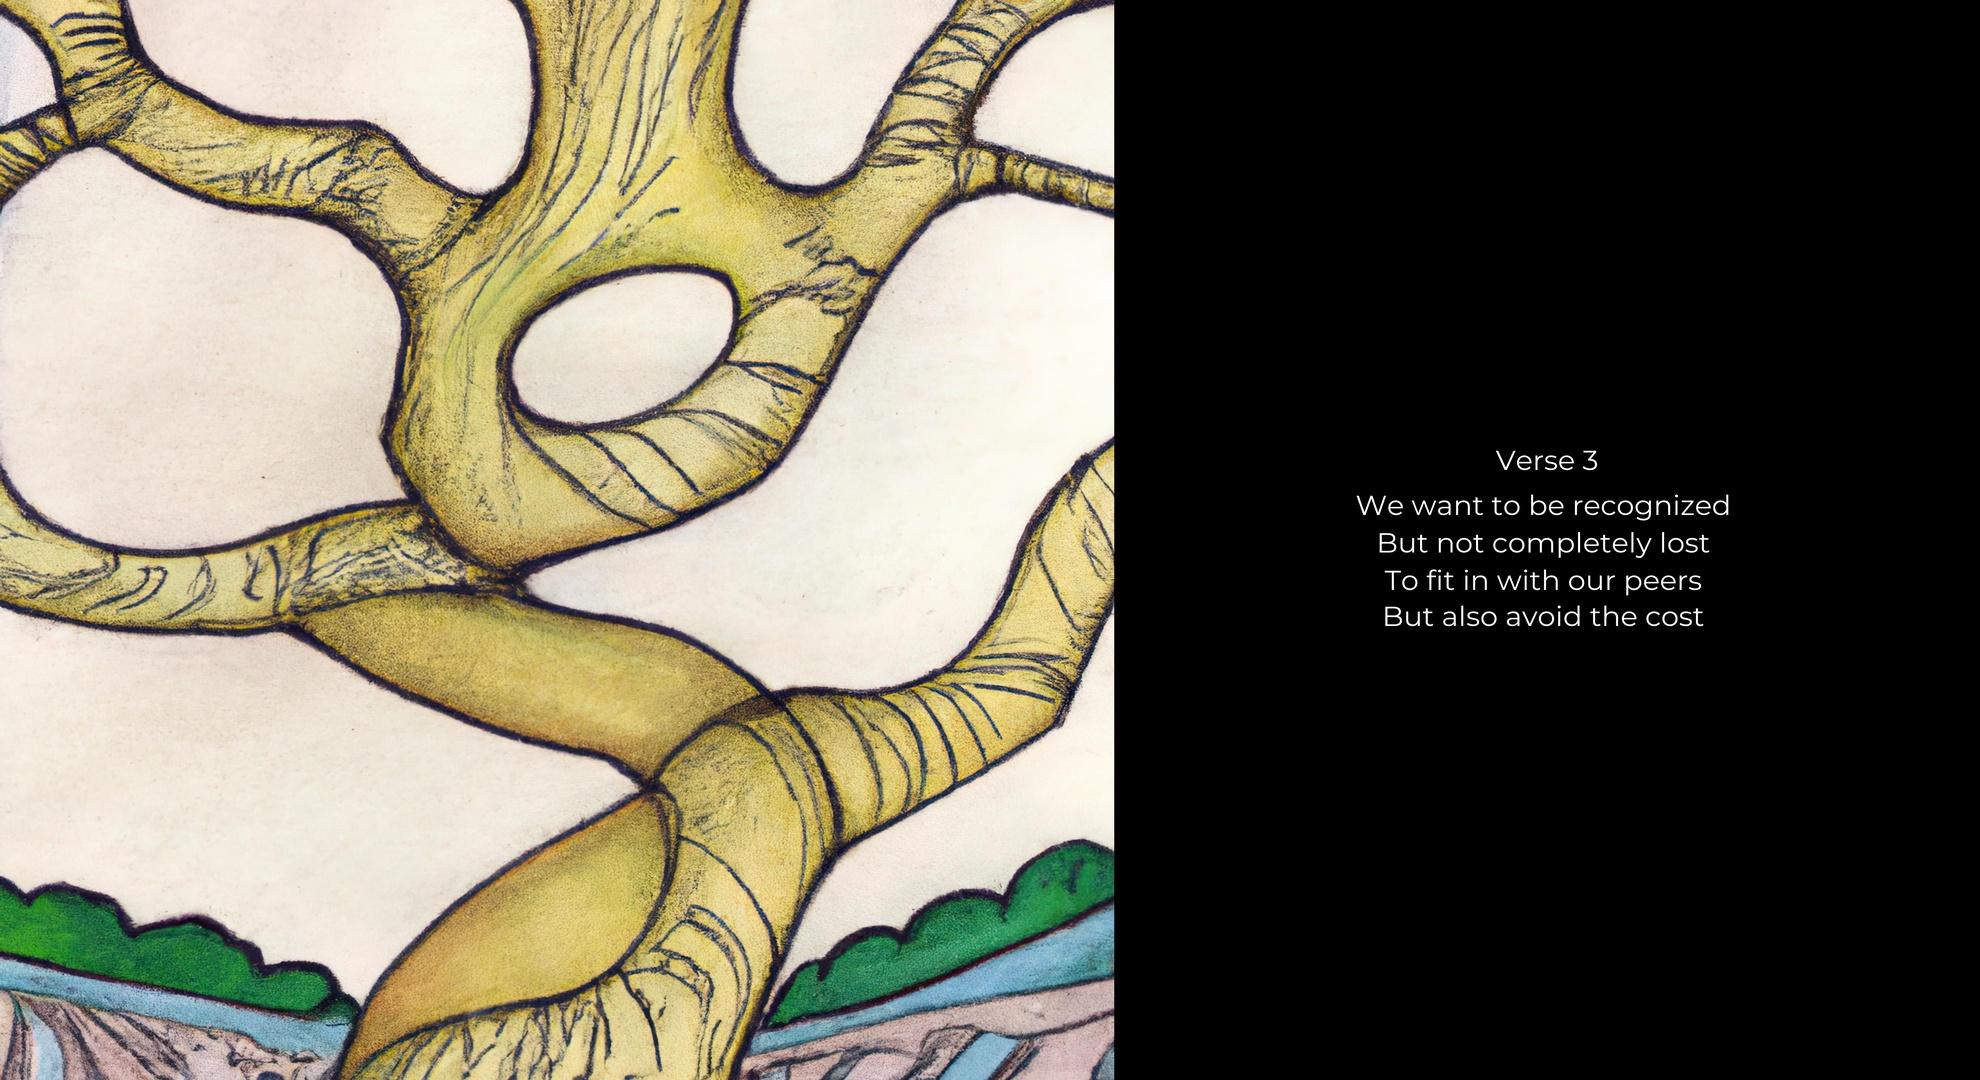 Verse 3
We want to be recognized
But not completely lost
To fit in with our peers
But also avoid the cost